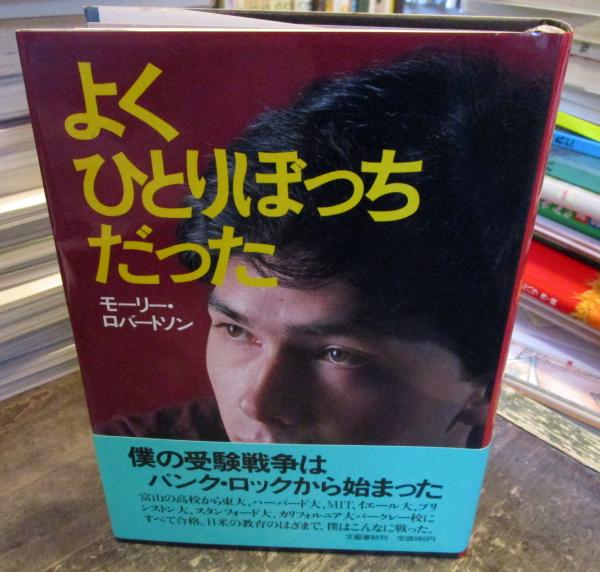 よく
ひとりぼっち
だった
モーリー・
ロバートソン
僕の受験戦争は
パンク・ロックから始まった
富山の高校から東大、ハーバード大、MIT、イエール大、プリ
ンストン大、スタンフォード大、カリフォルニア大バークレー校に
すべて合格。日米の教育のはざまで、僕はこんなに戦った。
文藝春秋刊 定価980円